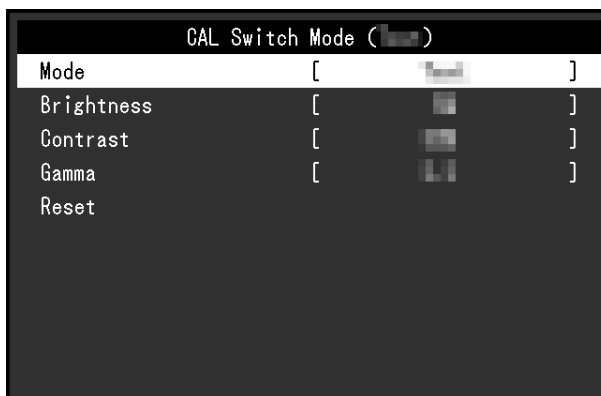 CAL Switch Mode ( )
Mode [ ]
Brightness [ ]
Contrast [ ]
Gamma [ ]
Reset